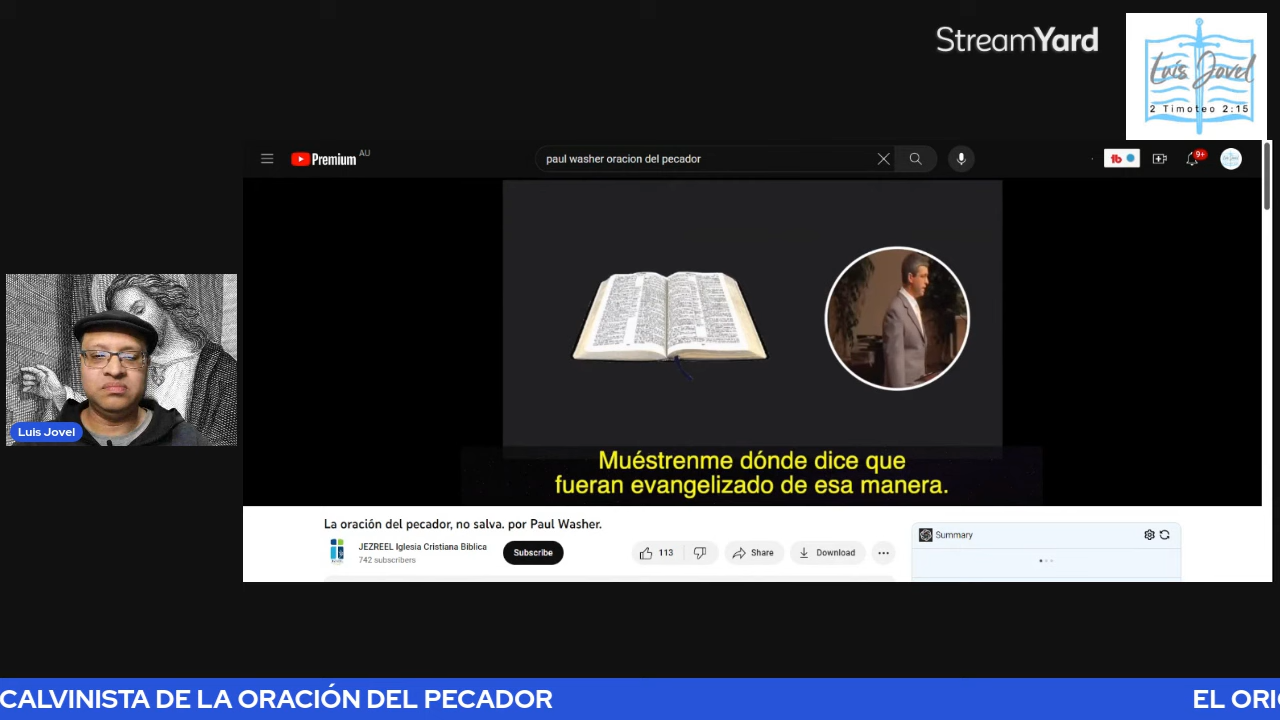 StreamYard
Luis Jovel
2 Timoteo 2:15
Premium AU
paul washer oracion del pecador
9+
Muéstrenme dónde dice que
fueran evangelizado de esa manera.
La oración del pecador, no salva. por Paul Washer.
JEZREEL Iglesia Cristiana Biblica
742 subscribers
Subscribe
113
Share
Download
Summary
Luis Jovel
CALVINISTA DE LA ORACIÓN DEL PECADOR
EL ORIG